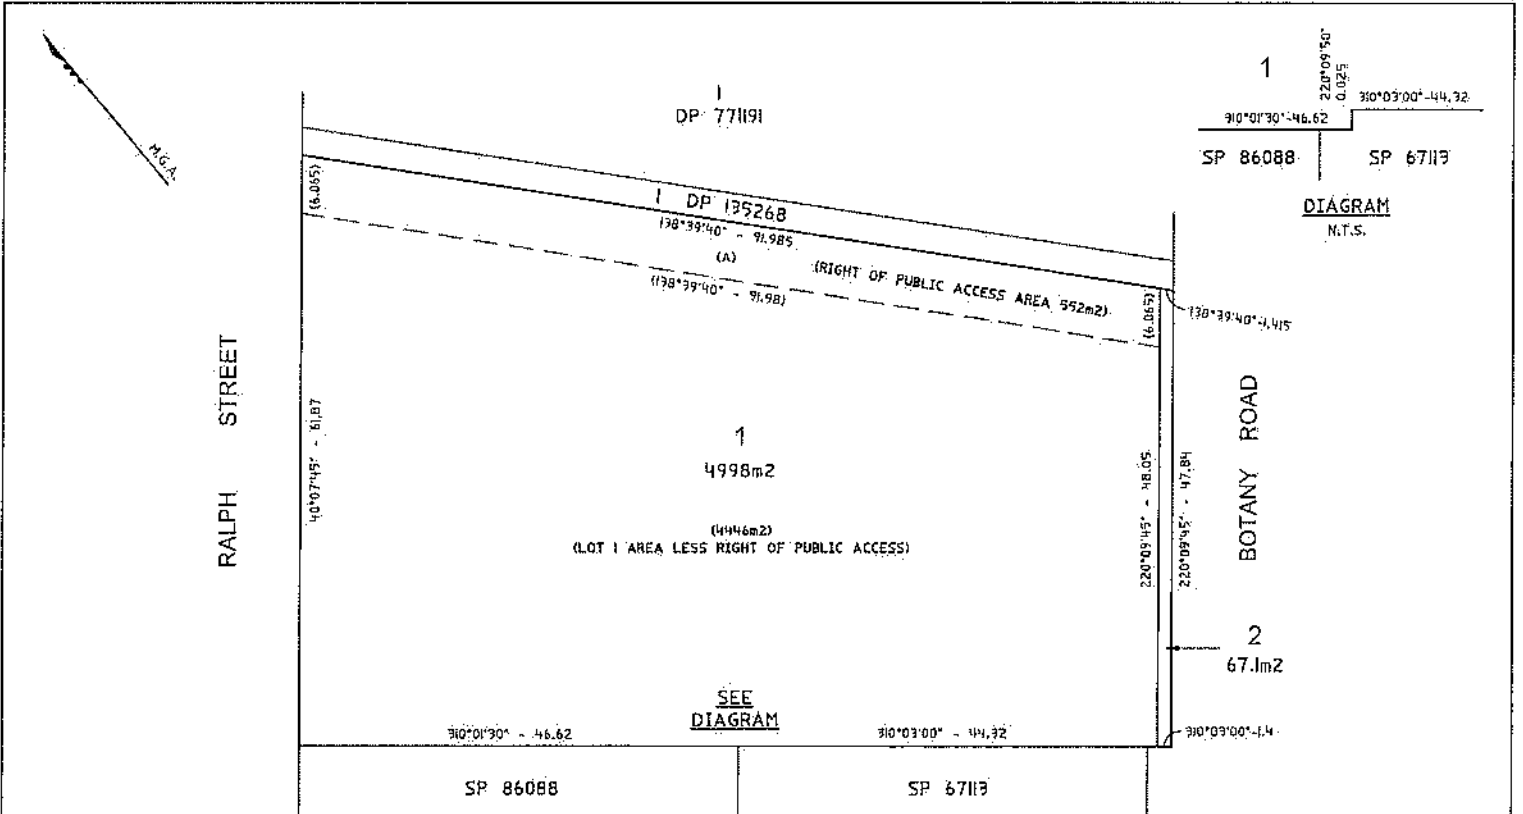 M.G.A.
1
DP 771191
1
220°09'50"
0.025
310°03'00"-44.32
310°01'30"-46.62
SP 86088
SP 67113
DIAGRAM
N.T.S.
(6.065)
1 DP 135268
138°39'40" - 91.985
(A)
(RIGHT OF PUBLIC ACCESS AREA 552m2)
(138°39'40" - 91.98)
(6.065)
138°39'40"-1.415
RALPH STREET
40°07'45" - 61.87
1
4998m2
(4446m2)
(LOT 1 AREA LESS RIGHT OF PUBLIC ACCESS)
220°09'45" - 48.05
220°09'45" - 47.84
BOTANY ROAD
2
67.1m2
SEE
DIAGRAM
310°01'30" - 46.62
310°03'00" - 44.32
310°03'00"-1.4
SP 86088
SP 67113